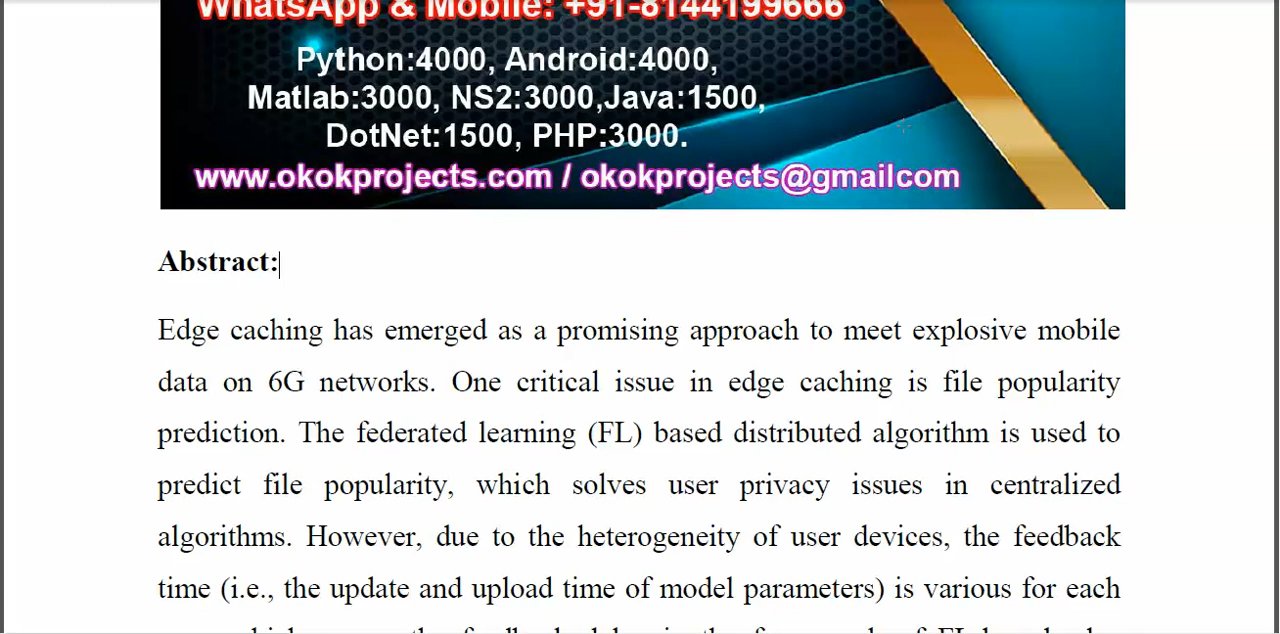 WhatsApp & Mobile: +91-8144199666
Python:4000, Android:4000,
Matlab:3000, NS2:3000,Java:1500,
DotNet:1500, PHP:3000.
www.okokprojects.com / okokprojects@gmailcom
Abstract:
Edge caching has emerged as a promising approach to meet explosive mobile
data on 6G networks. One critical issue in edge caching is file popularity
prediction. The federated learning (FL) based distributed algorithm is used to
predict file popularity, which solves user privacy issues in centralized
algorithms. However, due to the heterogeneity of user devices, the feedback
time (i.e., the update and upload time of model parameters) is various for each